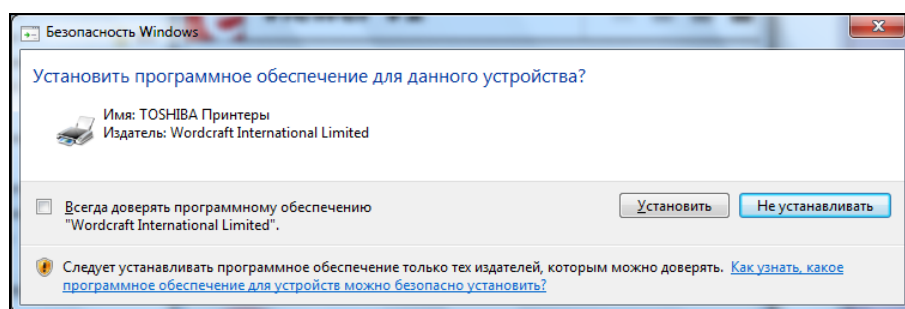 Безопасность Windows
Установить программное обеспечение для данного устройства?
Имя: TOSHIBA Принтеры
Издатель: Wordcraft International Limited
Всегда доверять программному обеспечению
"Wordcraft International Limited".
Установить
Не устанавливать
Следует устанавливать программное обеспечение только тех издателей, которым можно доверять. Как узнать, какое
программное обеспечение для устройств можно безопасно установить?